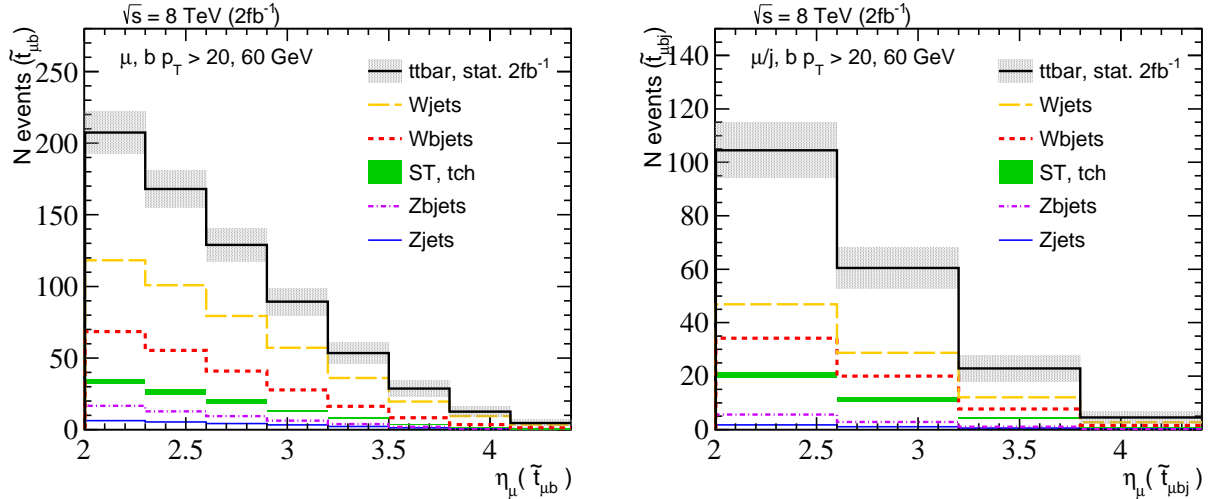 √s = 8 TeV (2fb⁻¹)
N events (t̃_μb)
μ, b p_T > 20, 60 GeV
ttbar, stat. 2fb⁻¹
Wjets
Wbjets
ST, tch
Zbjets
Zjets
250
200
150
100
50
0
2 2.5 3 3.5 4
η_μ( t̃_μb)
√s = 8 TeV (2fb⁻¹)
N events (t̃_μbj)
μ/j, b p_T > 20, 60 GeV
ttbar, stat. 2fb⁻¹
Wjets
Wbjets
ST, tch
Zbjets
Zjets
140
120
100
80
60
40
20
0
2 2.5 3 3.5 4
η_μ( t̃_μbj)